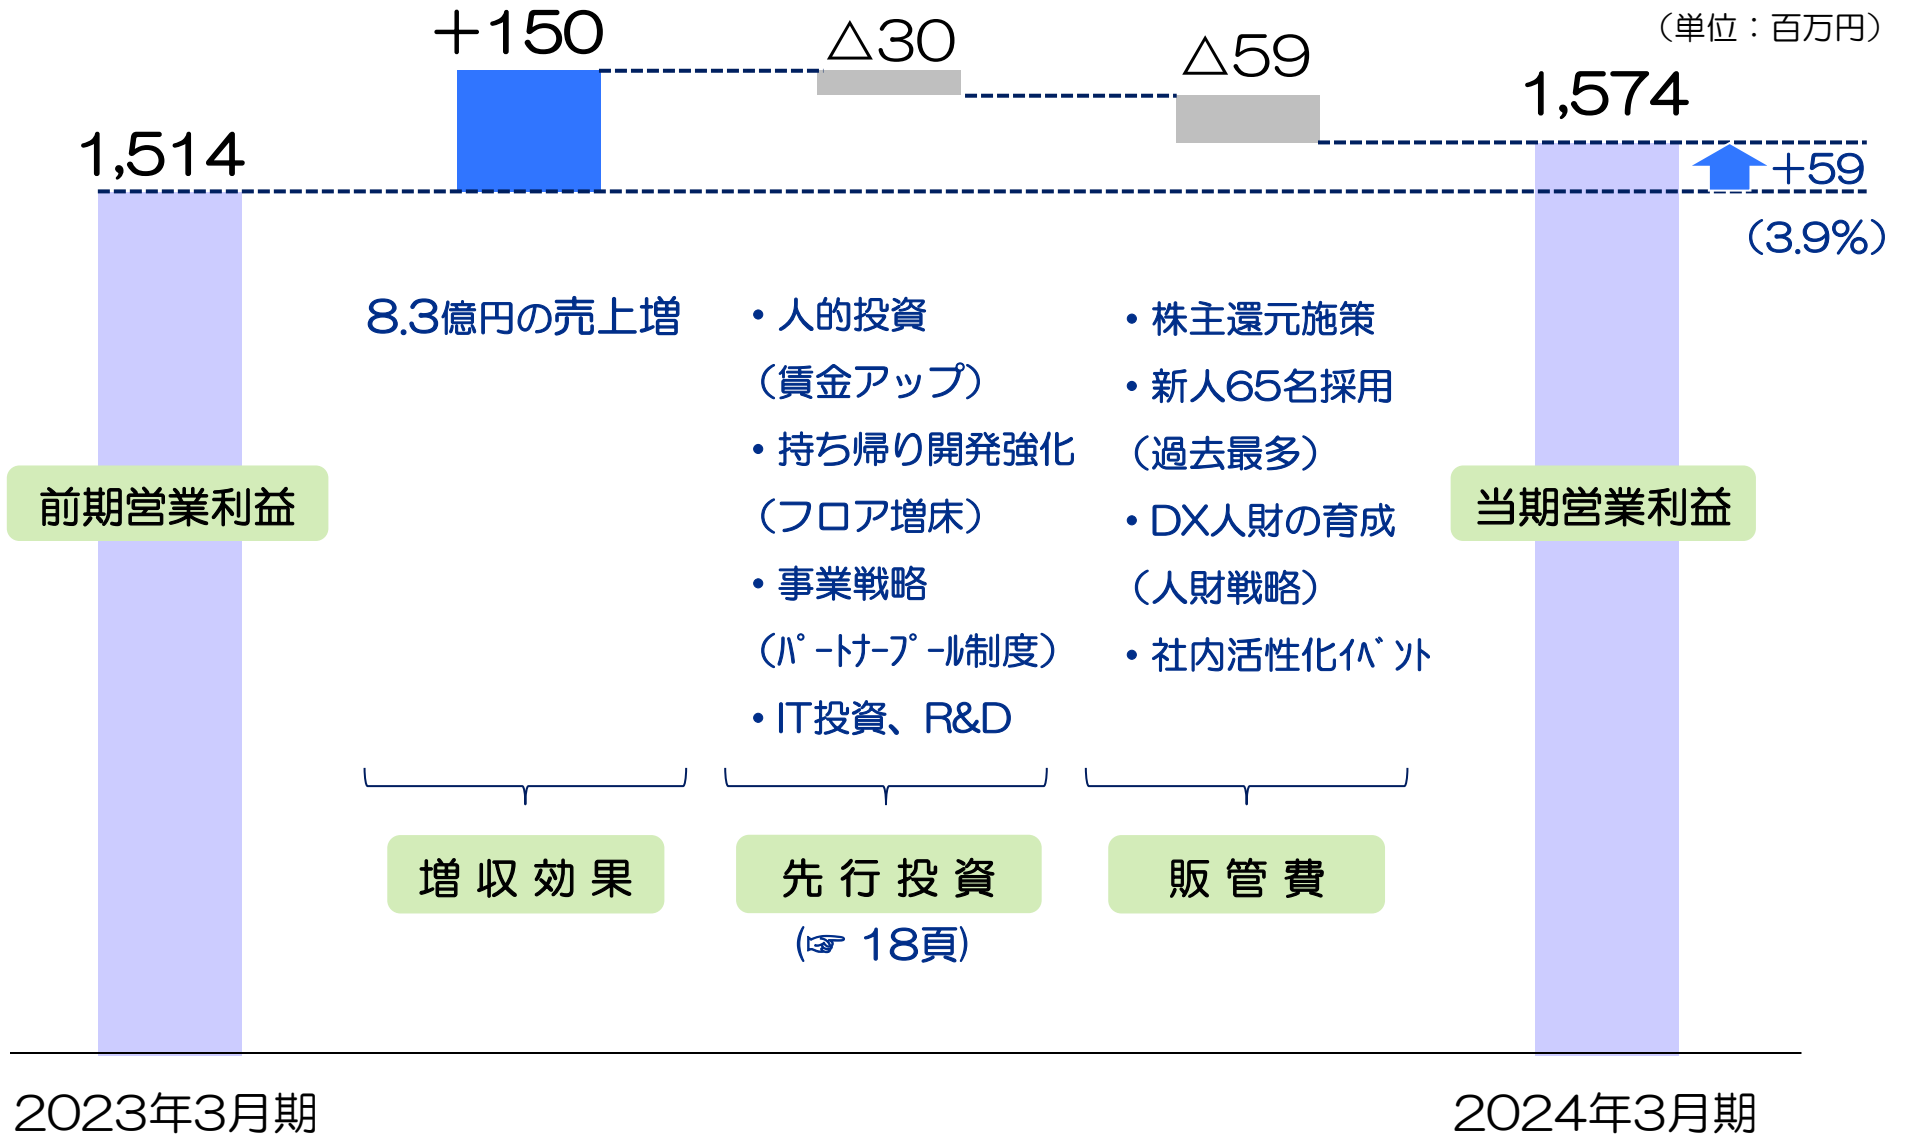 （単位：百万円）
+150
△30
△59
1,574
1,514
+59
（3.9%）
8.3億円の売上増
・人的投資
（賃金アップ）
・持ち帰り開発強化
（フロア増床）
・事業戦略
（ﾊﾟｰﾄﾅｰﾌﾟｰﾙ制度）
・IT投資、R&D
・株主還元施策
・新人65名採用
（過去最多）
・DX人財の育成
（人財戦略）
・社内活性化ｲﾍﾞﾝﾄ
前期営業利益
当期営業利益
増収効果
先行投資
(☞ 18頁)
販管費
2023年3月期
2024年3月期